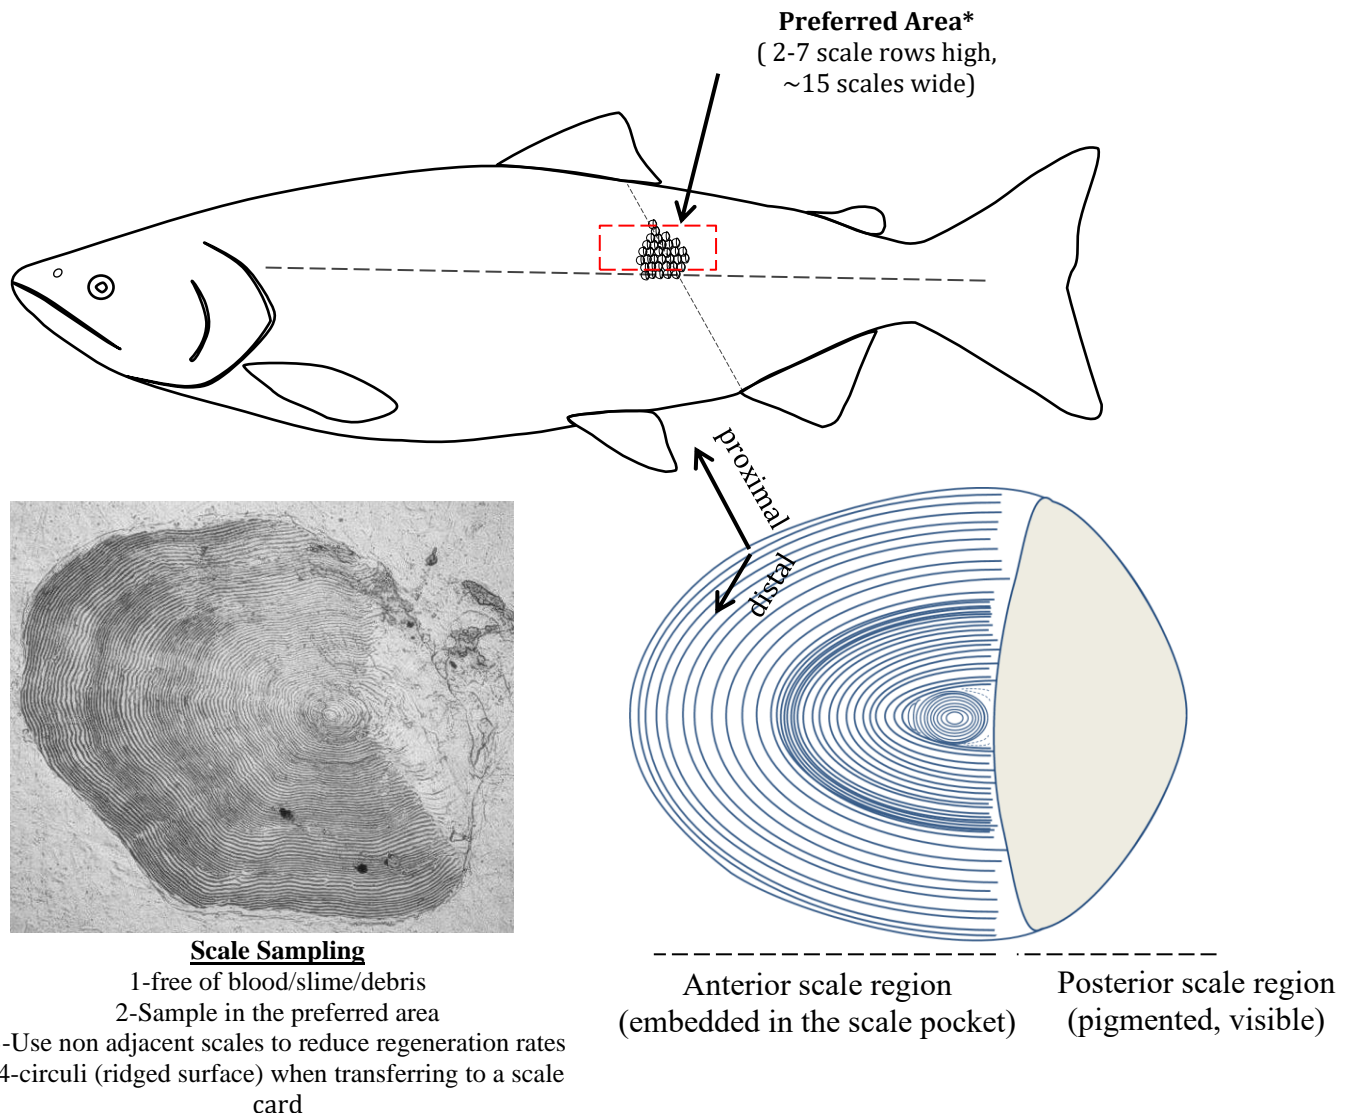 Preferred Area*
( 2-7 scale rows high,
~15 scales wide)
proximal
distal
Scale Sampling
1-free of blood/slime/debris
2-Sample in the preferred area
-Use non adjacent scales to reduce regeneration rates
4-circuli (ridged surface) when transferring to a scale
card
Anterior scale region
(embedded in the scale pocket)
Posterior scale region
(pigmented, visible)